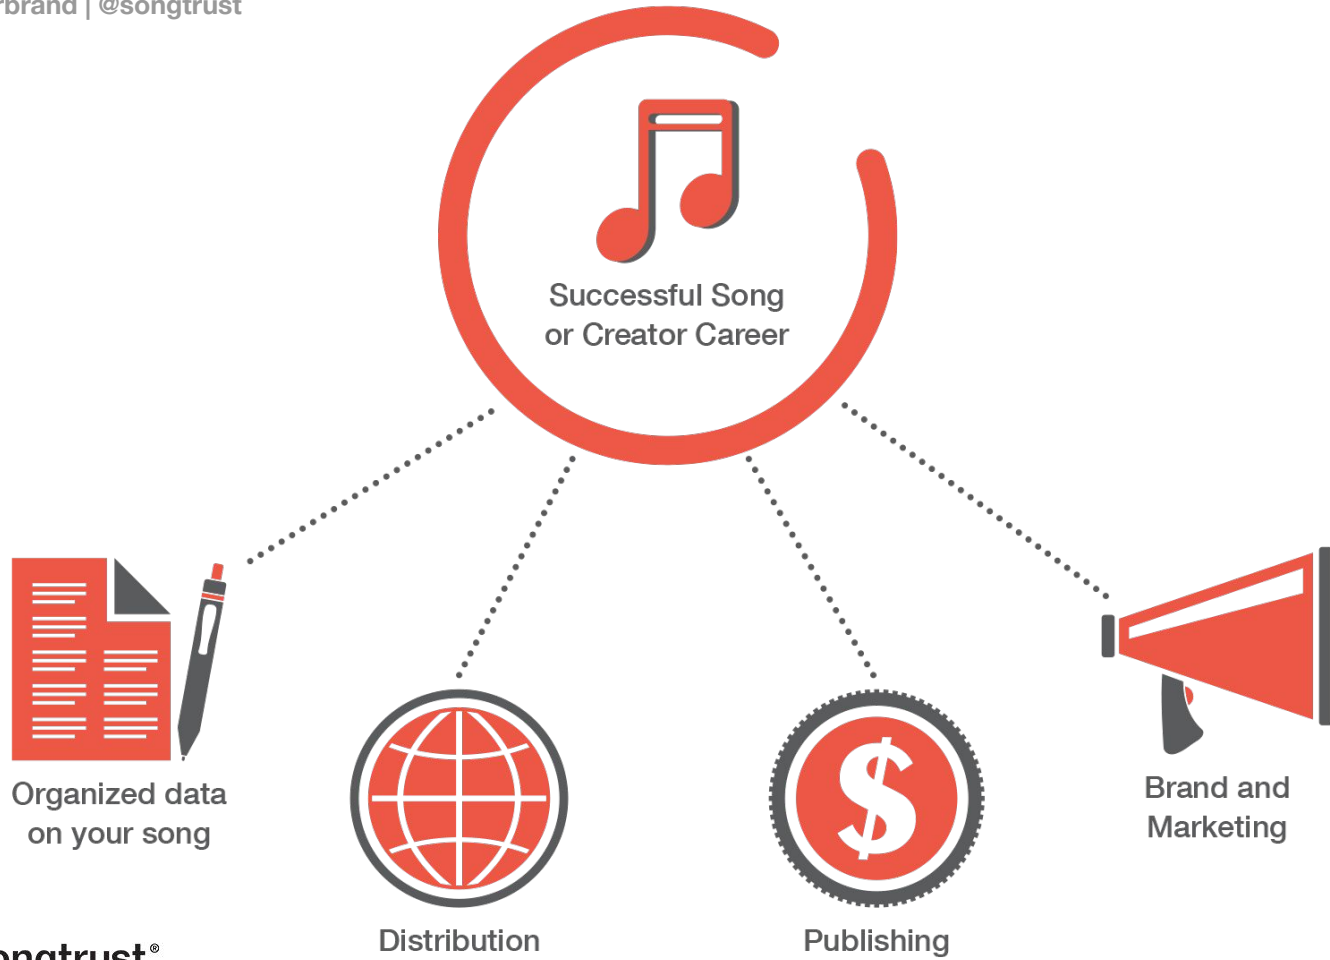 rbrand | @songtrust
Successful Song
or Creator Career
Organized data
on your song
Brand and
Marketing
Distribution
Publishing
ongtrust®
$